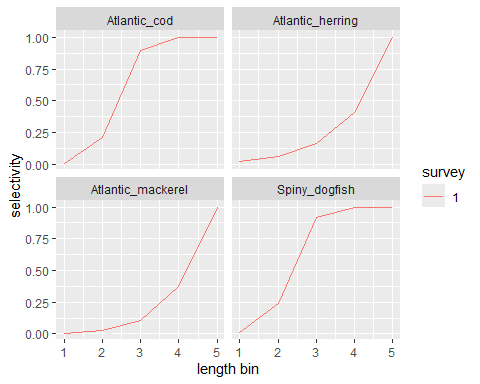 Atlantic_cod
Atlantic_herring
1.00
0.75
0.50
0.25
0.00
Atlantic_mackerel
Spiny_dogfish
1.00
0.75
0.50
0.25
0.00
1 2 3 4 5
1 2 3 4 5
length bin
selectivity
survey
1